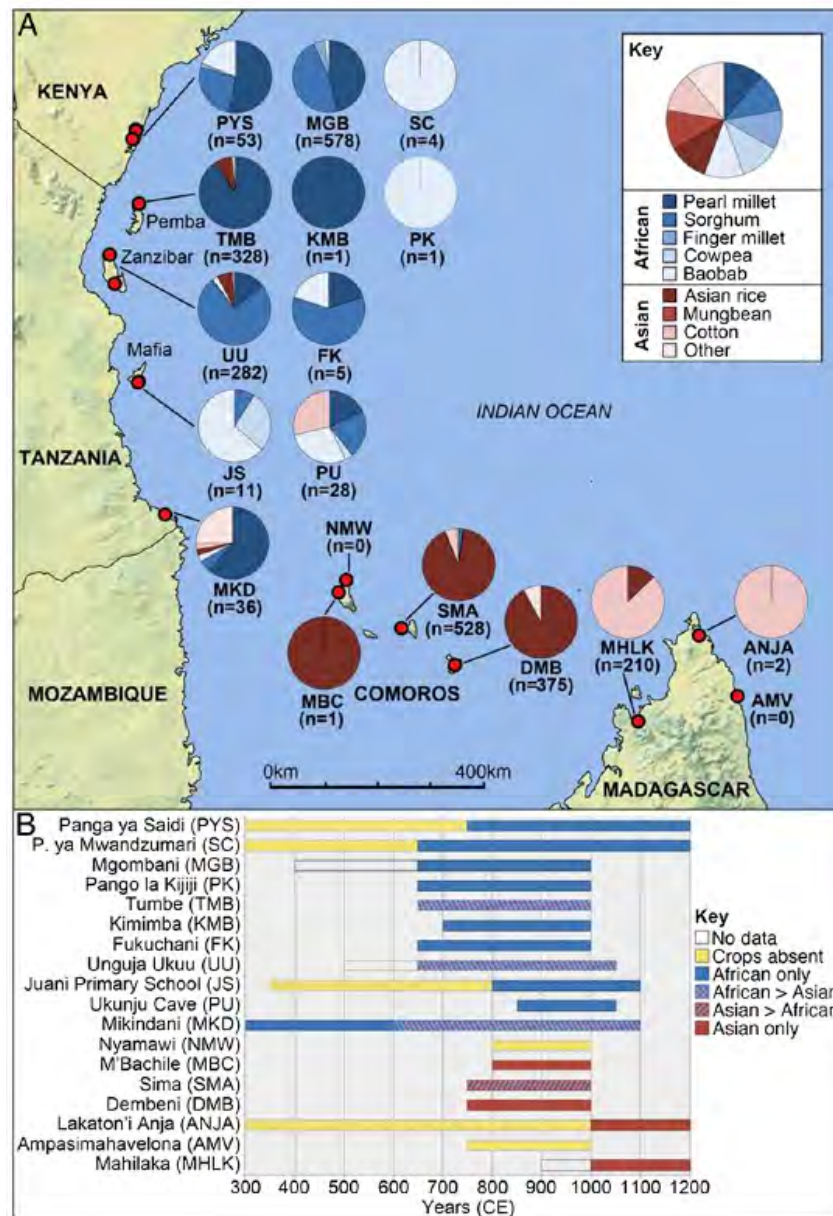 A
KENYA
PYS
(n=53)
MGB
(n=578)
SC
(n=4)
Key
African
Pearl millet
Sorghum
Finger millet
Cowpea
Baobab
Asian
Asian rice
Mungbean
Cotton
Other
Pemba
TMB
(n=328)
KMB
(n=1)
PK
(n=1)
Zanzibar
UU
(n=282)
FK
(n=5)
Mafia
INDIAN OCEAN
JS
(n=11)
PU
(n=28)
TANZANIA
MKD
(n=36)
NMW
(n=0)
SMA
(n=528)
MBC
(n=1)
COMOROS
DMB
(n=375)
MHLK
(n=210)
ANJA
(n=2)
AMV
(n=0)
MOZAMBIQUE
0km 400km
MADAGASCAR
B
Panga ya Saidi (PYS)
P. ya Mwandzumari (SC)
Mgombani (MGB)
Pango la Kijiji (PK)
Tumbe (TMB)
Kimimba (KMB)
Fukuchani (FK)
Unguja Ukuu (UU)
Juani Primary School (JS)
Ukunju Cave (PU)
Mikindani (MKD)
Nyamawi (NMW)
M'Bachile (MBC)
Sima (SMA)
Dembeni (DMB)
Lakaton'i Anja (ANJA)
Ampasimahavelona (AMV)
Mahilaka (MHLK)
300 400 500 600 700 800 900 1000 1100 1200
Years (CE)
Key
No data
Crops absent
African only
African > Asian
Asian > African
Asian only